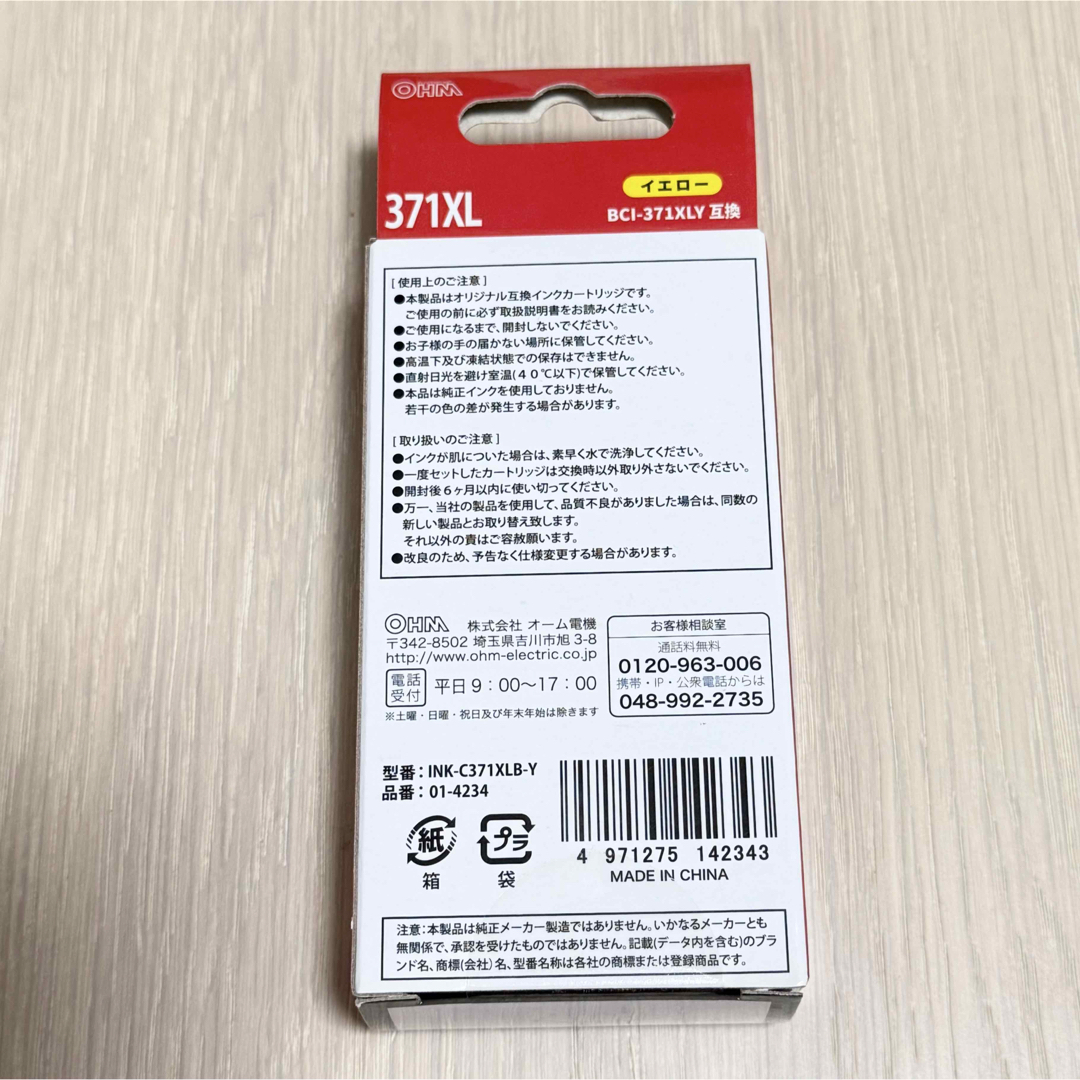 OHM
イエロー
371XL
BCI-371XLY 互換
[ 使用上のご注意 ]
●本製品はオリジナル互換インクカートリッジです。
ご使用の前に必ず取扱説明書をお読みください。
●ご使用になるまで、開封しないでください。
●お子様の手の届かない場所に保管してください。
●高温下及び凍結状態での保存はできません。
●直射日光を避け室温(４０℃以下)で保管してください。
●本品は純正インクを使用しておりません。
若干の色の差が発生する場合があります。
[ 取り扱いのご注意 ]
●インクが肌についた場合は、素早く水で洗浄してください。
●一度セットしたカートリッジは交換時以外取り外さないでください。
●開封後６ヶ月以内に使い切ってください。
●万一、当社の製品を使用して、品質不良がありました場合は、同数の
新しい製品とお取り替え致します。
それ以外の責はご容赦願います。
●改良のため、予告なく仕様変更する場合があります。
OHM 株式会社 オーム電機
〒342-8502 埼玉県吉川市旭 3-8
http://www.ohm-electric.co.jp
電話
受付
平日９：００～１７：００
※土曜・日曜・祝日及び年末年始は除きます
お客様相談室
通話料無料
0120-963-006
携帯・IP・公衆電話からは
048-992-2735
型番：INK-C371XLB-Y
品番：01-4234
紙
箱
プラ
袋
4 971275 142343
MADE IN CHINA
注意：本製品は純正メーカー製造ではありません。いかなるメーカーとも
無関係で、承認を受けたものではありません。記載(データ内を含む)のブラ
ンド名、商標(会社)名、型番名称は各社の商標または登録商品です。